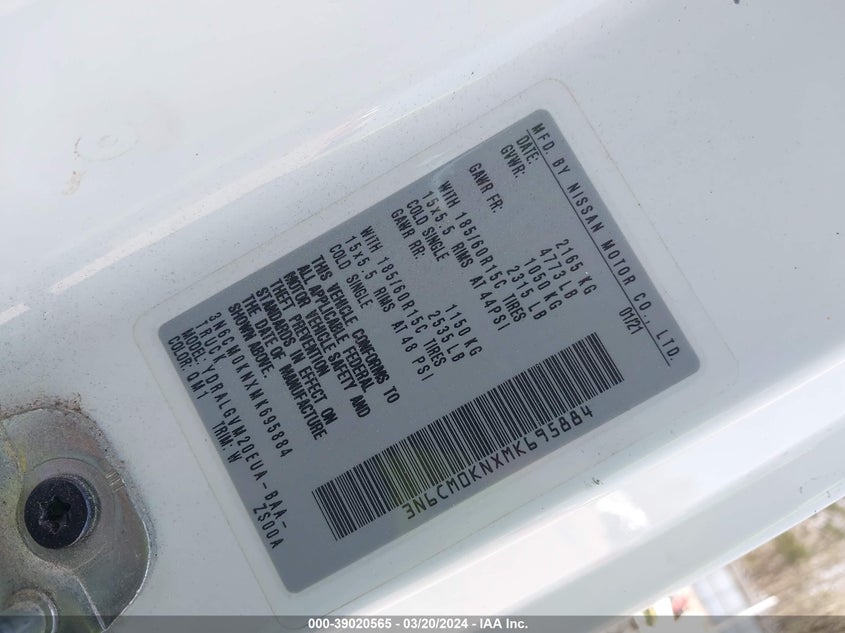 MFD. BY NISSAN MOTOR CO., LTD.
DATE: 01/21
GVWR: 2165 KG
4773 LB
GAWR FR: 1050 KG
2315 LB
WITH 185/60R15C TIRES
15x5.5 RIMS AT 44PSI
COLD SINGLE
GAWR RR: 1150 KG
2535 LB
WITH 185/60R15C TIRES
15x5.5 RIMS AT 48 PSI
COLD SINGLE
THIS VEHICLE CONFORMS TO
ALL APPLICABLE FEDERAL
MOTOR VEHICLE SAFETY AND
THEFT PREVENTION
STANDARDS IN EFFECT ON
THE DATE OF MANUFACTURE
SHOWN ABOVE.
3N6CM0KNXMK695884
TRUCK
MODEL YDRALGVM20EUA-BAA-
ZS00A
COLOR: QM1 TRIM: W
3N6CM0KNXMK695884
000-39020565 - 03/20/2024 - IAA Inc.